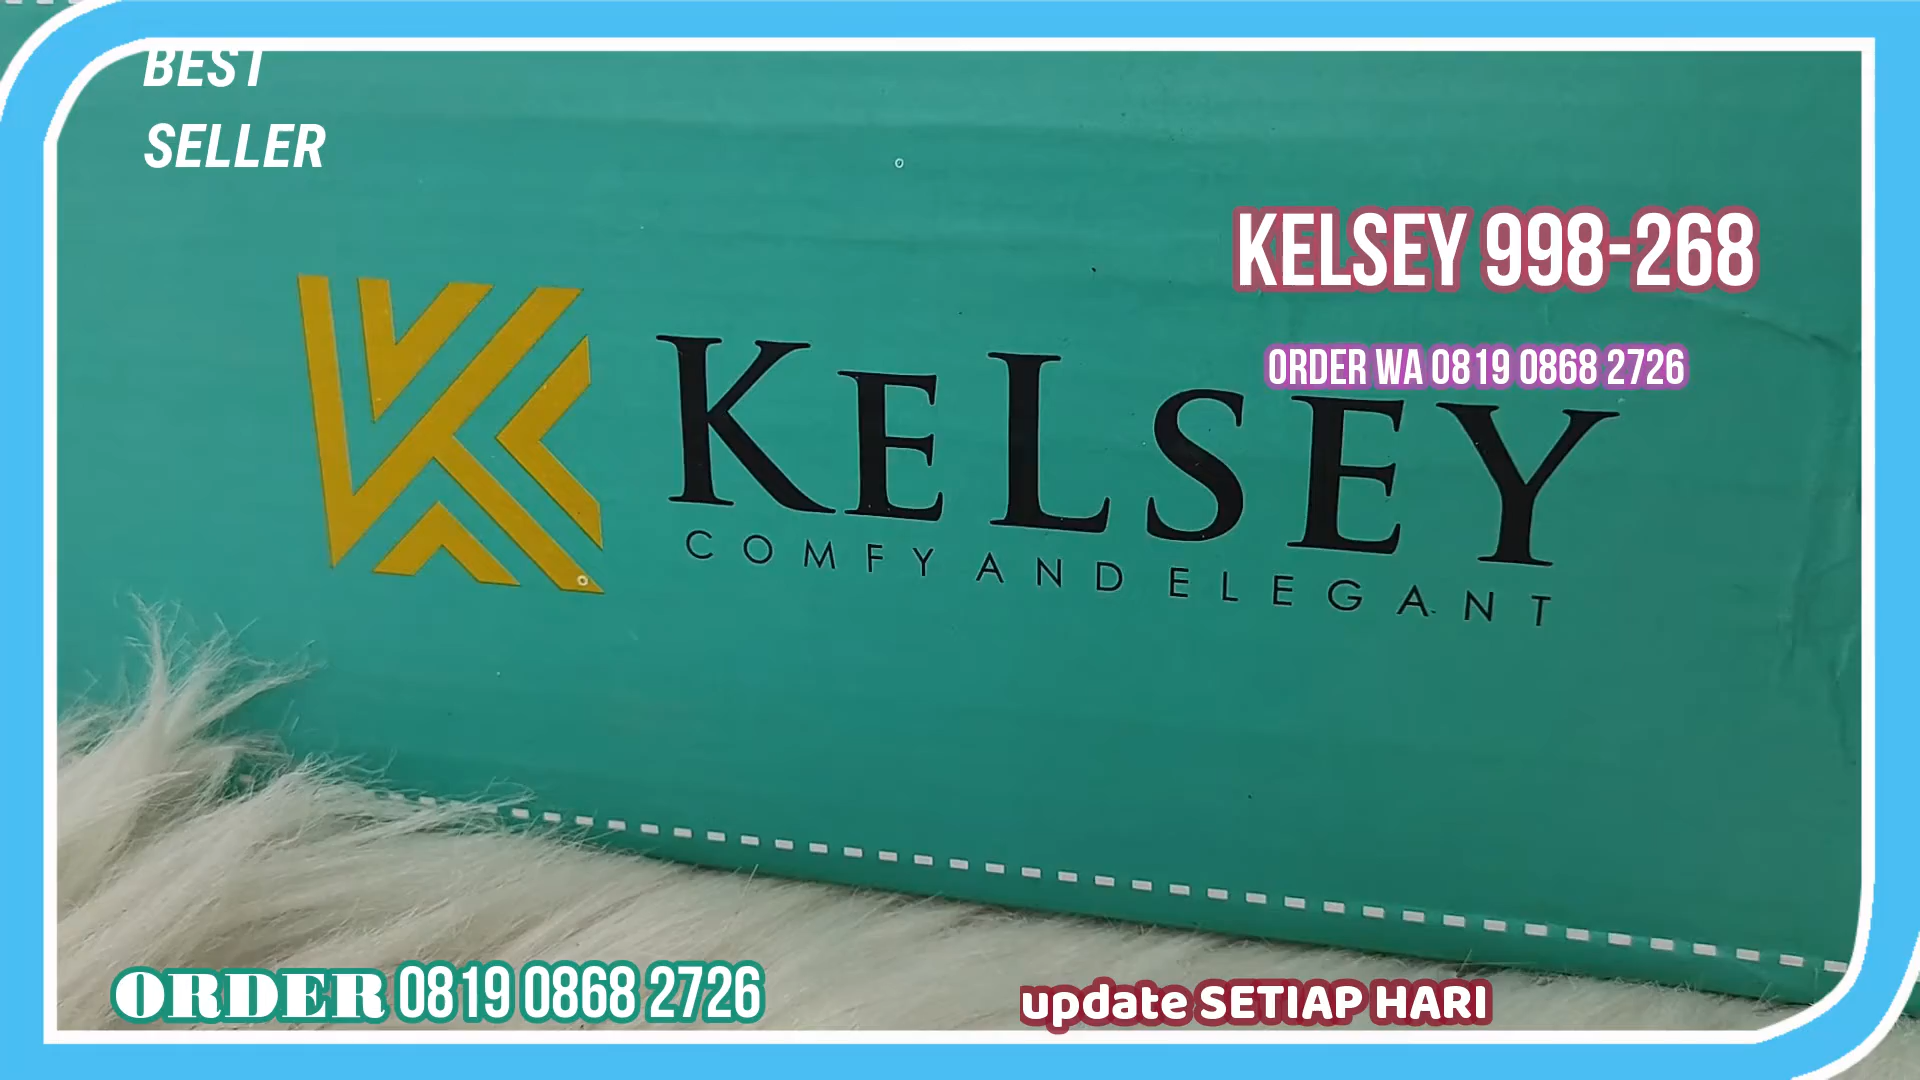 BEST
SELLER
KELSEY 998-268
ORDER WA 0819 0868 2726
KELSEY
COMFY AND ELEGANT
ORDER 0819 0868 2726
update SETIAP HARI